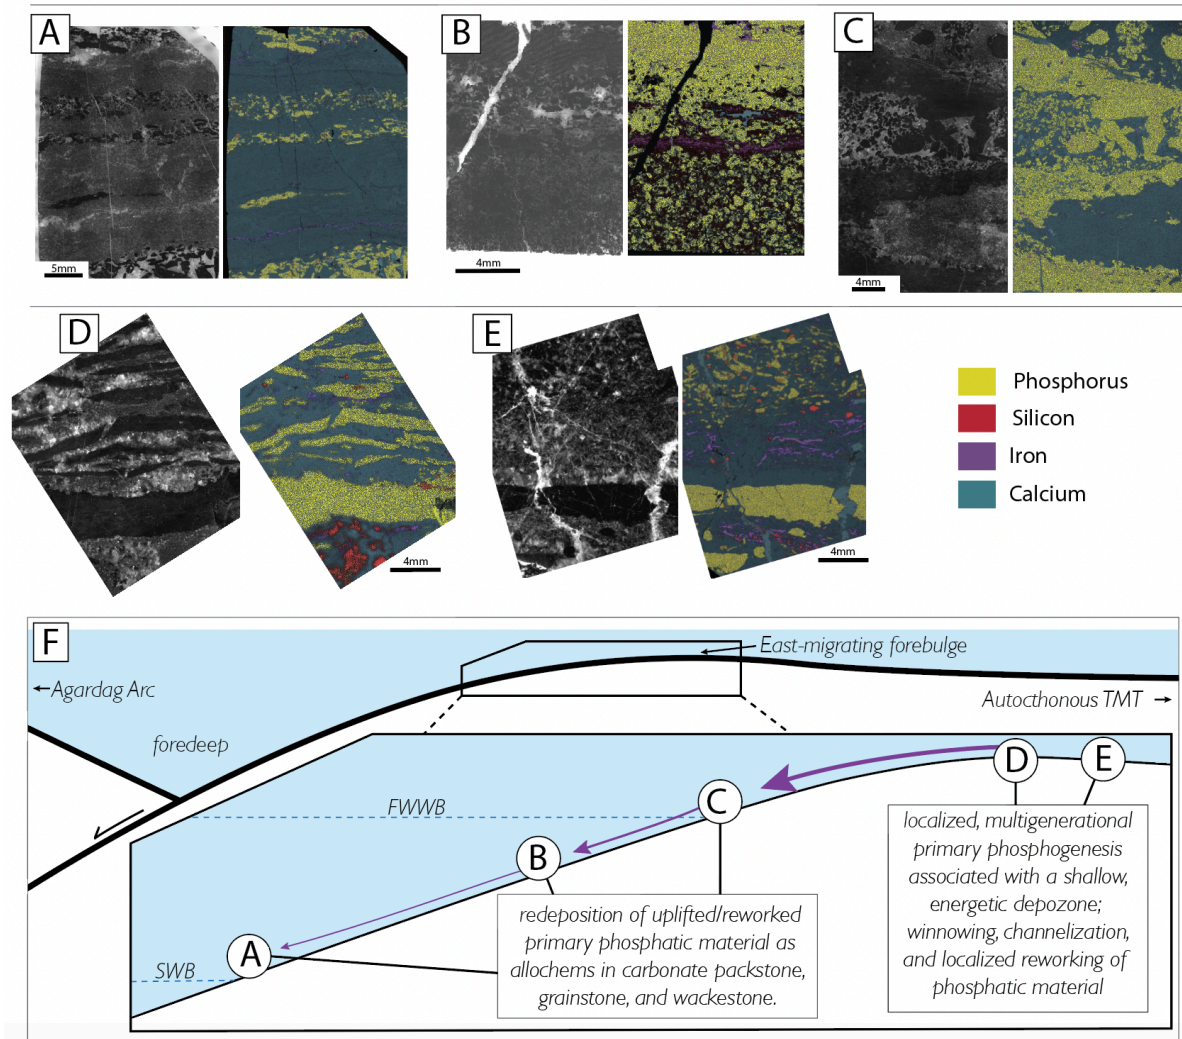 A
B
C
5mm
4mm
4mm
D
E
4mm
4mm
Phosphorus
Silicon
Iron
Calcium
F
East-migrating forebulge
Agardag Arc
Autocthonous TMT
foredeep
FWWB
SWB
A
B
C
D
E
localized, multigenerational
primary phosphogenesis
associated with a shallow,
energetic depozone;
winnowing, channelization,
and localized reworking of
phosphatic material
redeposition of uplifted/reworked
primary phosphatic material as
allochems in carbonate packstone,
grainstone, and wackestone.